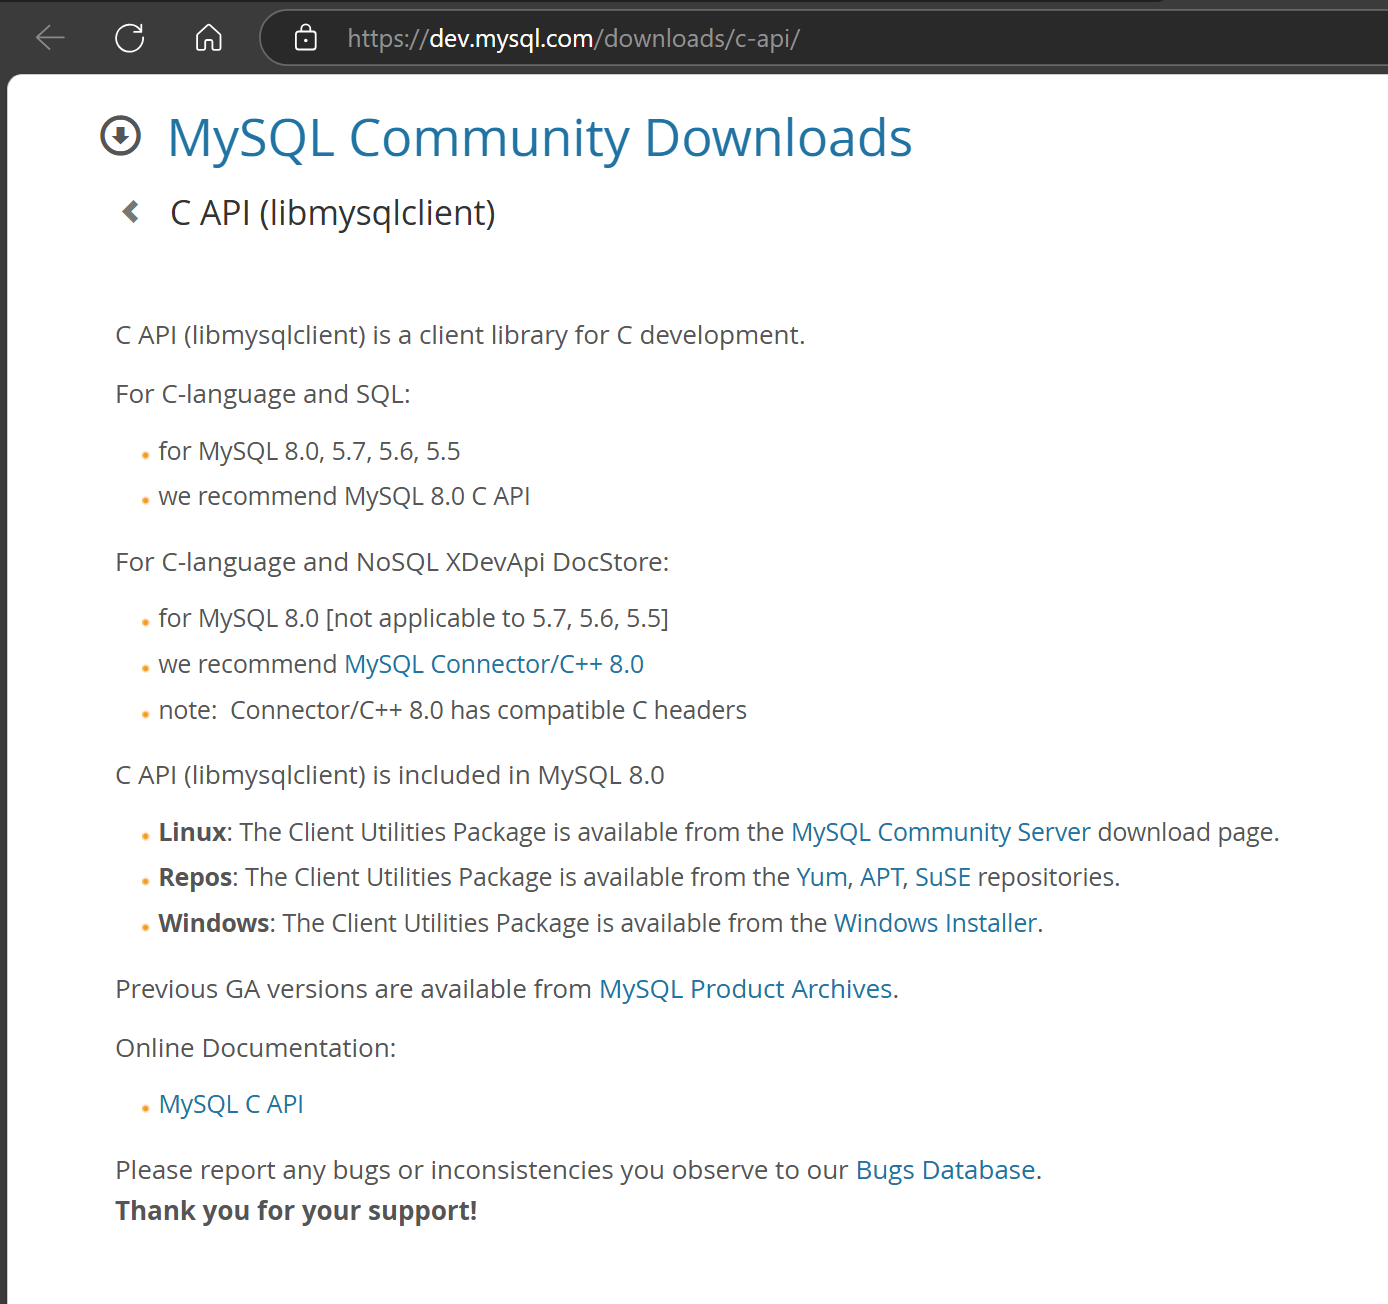 https://dev.mysql.com/downloads/c-api/
MySQL Community Downloads
C API (libmysqlclient)
C API (libmysqlclient) is a client library for C development.
For C-language and SQL:
for MySQL 8.0, 5.7, 5.6, 5.5
we recommend MySQL 8.0 C API
For C-language and NoSQL XDevApi DocStore:
for MySQL 8.0 [not applicable to 5.7, 5.6, 5.5]
we recommend MySQL Connector/C++ 8.0
note:  Connector/C++ 8.0 has compatible C headers
C API (libmysqlclient) is included in MySQL 8.0
Linux: The Client Utilities Package is available from the MySQL Community Server download page.
Repos: The Client Utilities Package is available from the Yum, APT, SuSE repositories.
Windows: The Client Utilities Package is available from the Windows Installer.
Previous GA versions are available from MySQL Product Archives.
Online Documentation:
MySQL C API
Please report any bugs or inconsistencies you observe to our Bugs Database.
Thank you for your support!